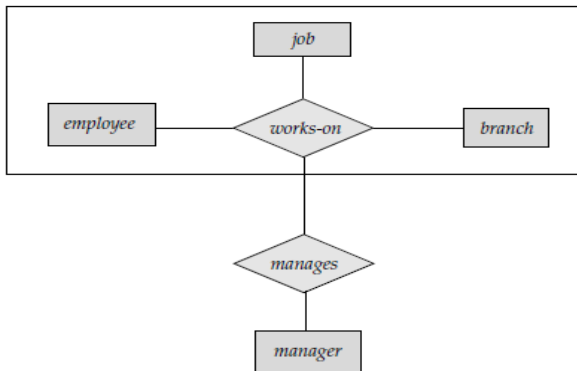 job
employee
works-on
branch
manages
manager